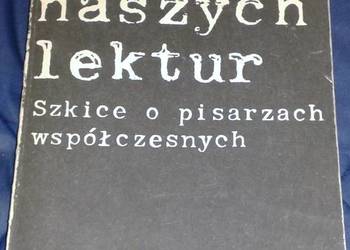 naszych
lektur
Szkice o pisarzach
współczesnych